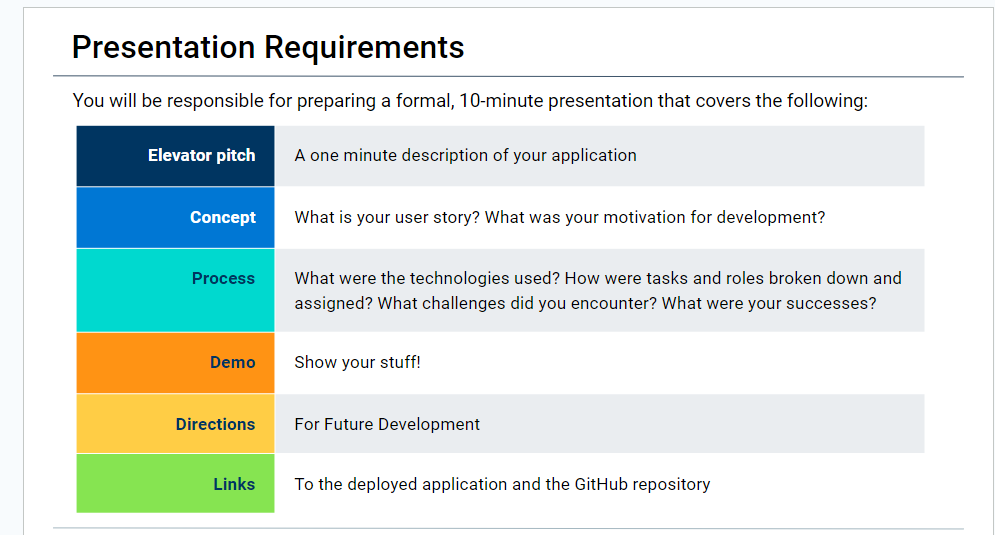 Presentation Requirements
You will be responsible for preparing a formal, 10-minute presentation that covers the following:
Elevator pitch
A one minute description of your application
Concept
What is your user story? What was your motivation for development?
Process
What were the technologies used? How were tasks and roles broken down and
assigned? What challenges did you encounter? What were your successes?
Demo
Show your stuff!
Directions
For Future Development
Links
To the deployed application and the GitHub repository